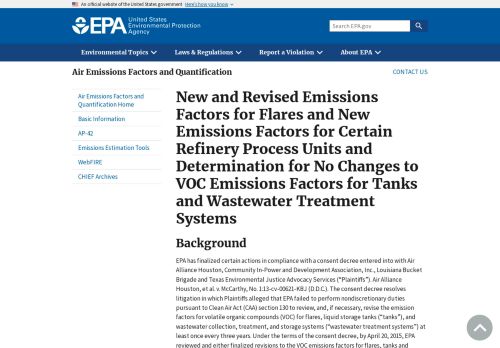 An official website of the United States government Here's how you know
EPA United States
Environmental Protection
Agency
Search EPA.gov
Environmental Topics Laws & Regulations Report a Violation About EPA
Air Emissions Factors and Quantification
CONTACT US
Air Emissions Factors and
Quantification Home
Basic Information
AP-42
Emissions Estimation Tools
WebFIRE
CHIEF Archives
New and Revised Emissions
Factors for Flares and New
Emissions Factors for Certain
Refinery Process Units and
Determination for No Changes to
VOC Emissions Factors for Tanks
and Wastewater Treatment
Systems
Background
EPA has finalized certain actions in compliance with a consent decree entered into with Air
Alliance Houston, Community In-Power and Development Association, Inc., Louisiana Bucket
Brigade and Texas Environmental Justice Advocacy Services ("Plaintiffs"). Air Alliance
Houston, et al. v. McCarthy, No. 1:13-cv-00621-KBJ (D.D.C.). The consent decree resolves
litigation in which Plaintiffs alleged that EPA failed to perform nondiscretionary duties
pursuant to Clean Air Act (CAA) section 130 to review, and, if necessary, revise the emission
factors for volatile organic compounds (VOC) for flares, liquid storage tanks ("tanks"), and
wastewater collection, treatment, and storage systems ("wastewater treatment systems") at
least once every three years. Under the terms of the consent decree, by April 20, 2015, EPA
reviewed and either finalized revisions to the VOC emissions factors for flares, tanks and